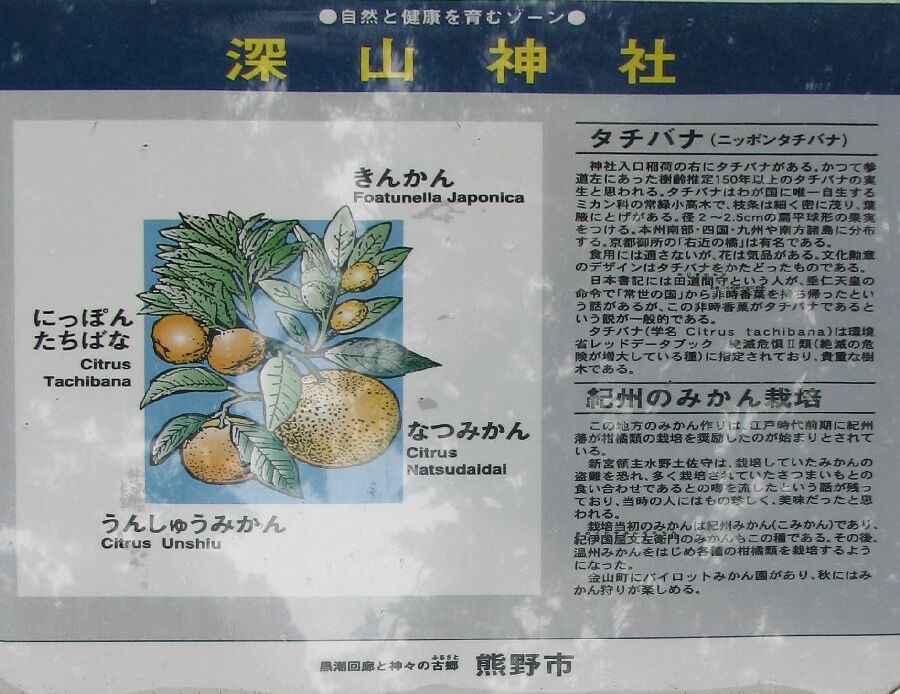 ●自然と健康を育むゾーン●
深山神社
きんかん
Foatunella Japonica
にっぽん
たちばな
Citrus
Tachibana
なつみかん
Citrus
Natsudaidai
うんしゅうみかん
Citrus Unshiu
タチバナ(ニッポンタチバナ)
神社入口稲荷の右にタチバナがある。かつて参
道左にあった樹齢推定150年以上のタチバナの実
生と思われる。タチバナはわが国に唯一自生する
ミカン科の常緑小高木で、枝条は細く密に茂り、葉
腋にとげがある。径2〜2.5cmの扁平球形の果実
をつける。本州南部・四国・九州や南方諸島に分布
する。京都御所の「右近の橘」は有名である。
食用には適さないが、花は気品がある。文化勲章
のデザインはタチバナをかたどったものである。
日本書記には田道間守という人が、垂仁天皇の
命令で「常世の国」から非時香菓を持ち帰ったとい
う話があるが、この非時香菓がタチバナであると
いう説が一般的である。
タチバナ(学名 Citrus tachibana)は環境
省レッドデータブック 絶滅危惧Ⅱ類(絶滅の危
険が増大している種)に指定されており、貴重な樹
木である。
紀州のみかん栽培
この地方のみかん作りは、江戸時代前期に紀州
藩が柑橘類の栽培を奨励したのが始まりとされて
いる。
新宮領主水野土佐守は、栽培していたみかんの
盗難を恐れ、多く栽培されていたさつまいもとの
食い合わせであるとの噂を流したという話が残っ
ており、当時の人にはもの珍しく、美味だったと思
われる。
栽培当初のみかんは紀州みかん(こみかん)であり、
紀伊国屋文左衛門のみかんもこの種である。その後、
温州みかんをはじめ各種の柑橘類を栽培するよう
になった。
金山町にパイロットみかん園があり、秋にはみ
かん狩りが楽しめる。
黒潮回廊と神々の古郷 熊野市